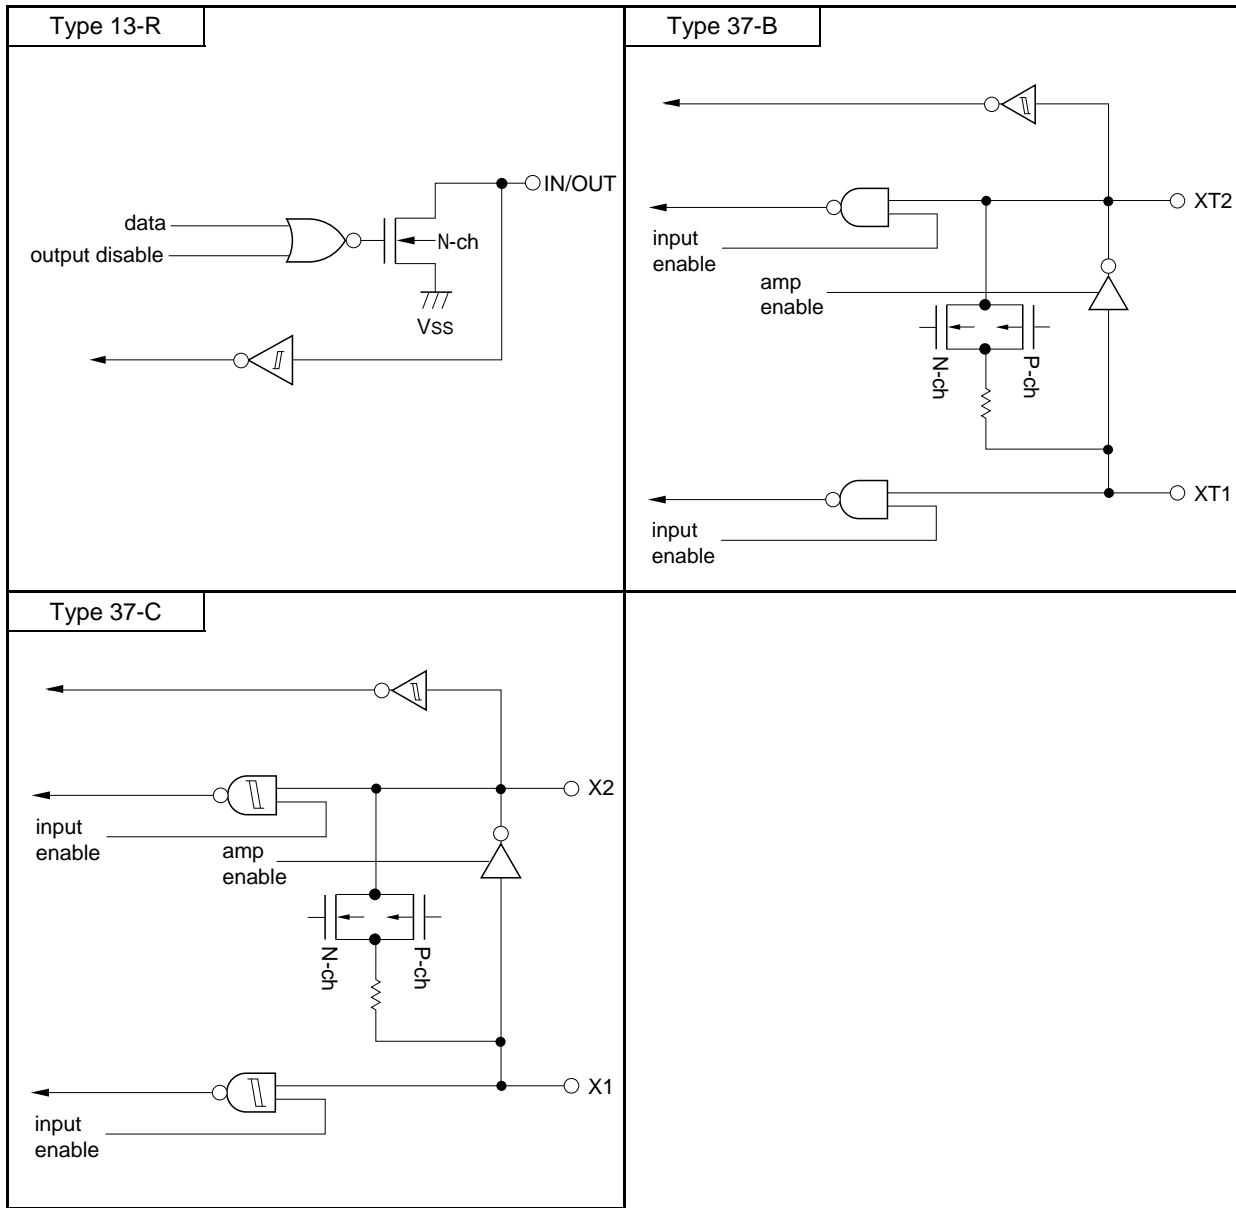 Type 13-R
data
output disable
N-ch
IN/OUT
VSS
Type 37-B
XT2
input
enable
amp
enable
N-ch
P-ch
XT1
input
enable
Type 37-C
X2
input
enable
amp
enable
N-ch
P-ch
X1
input
enable